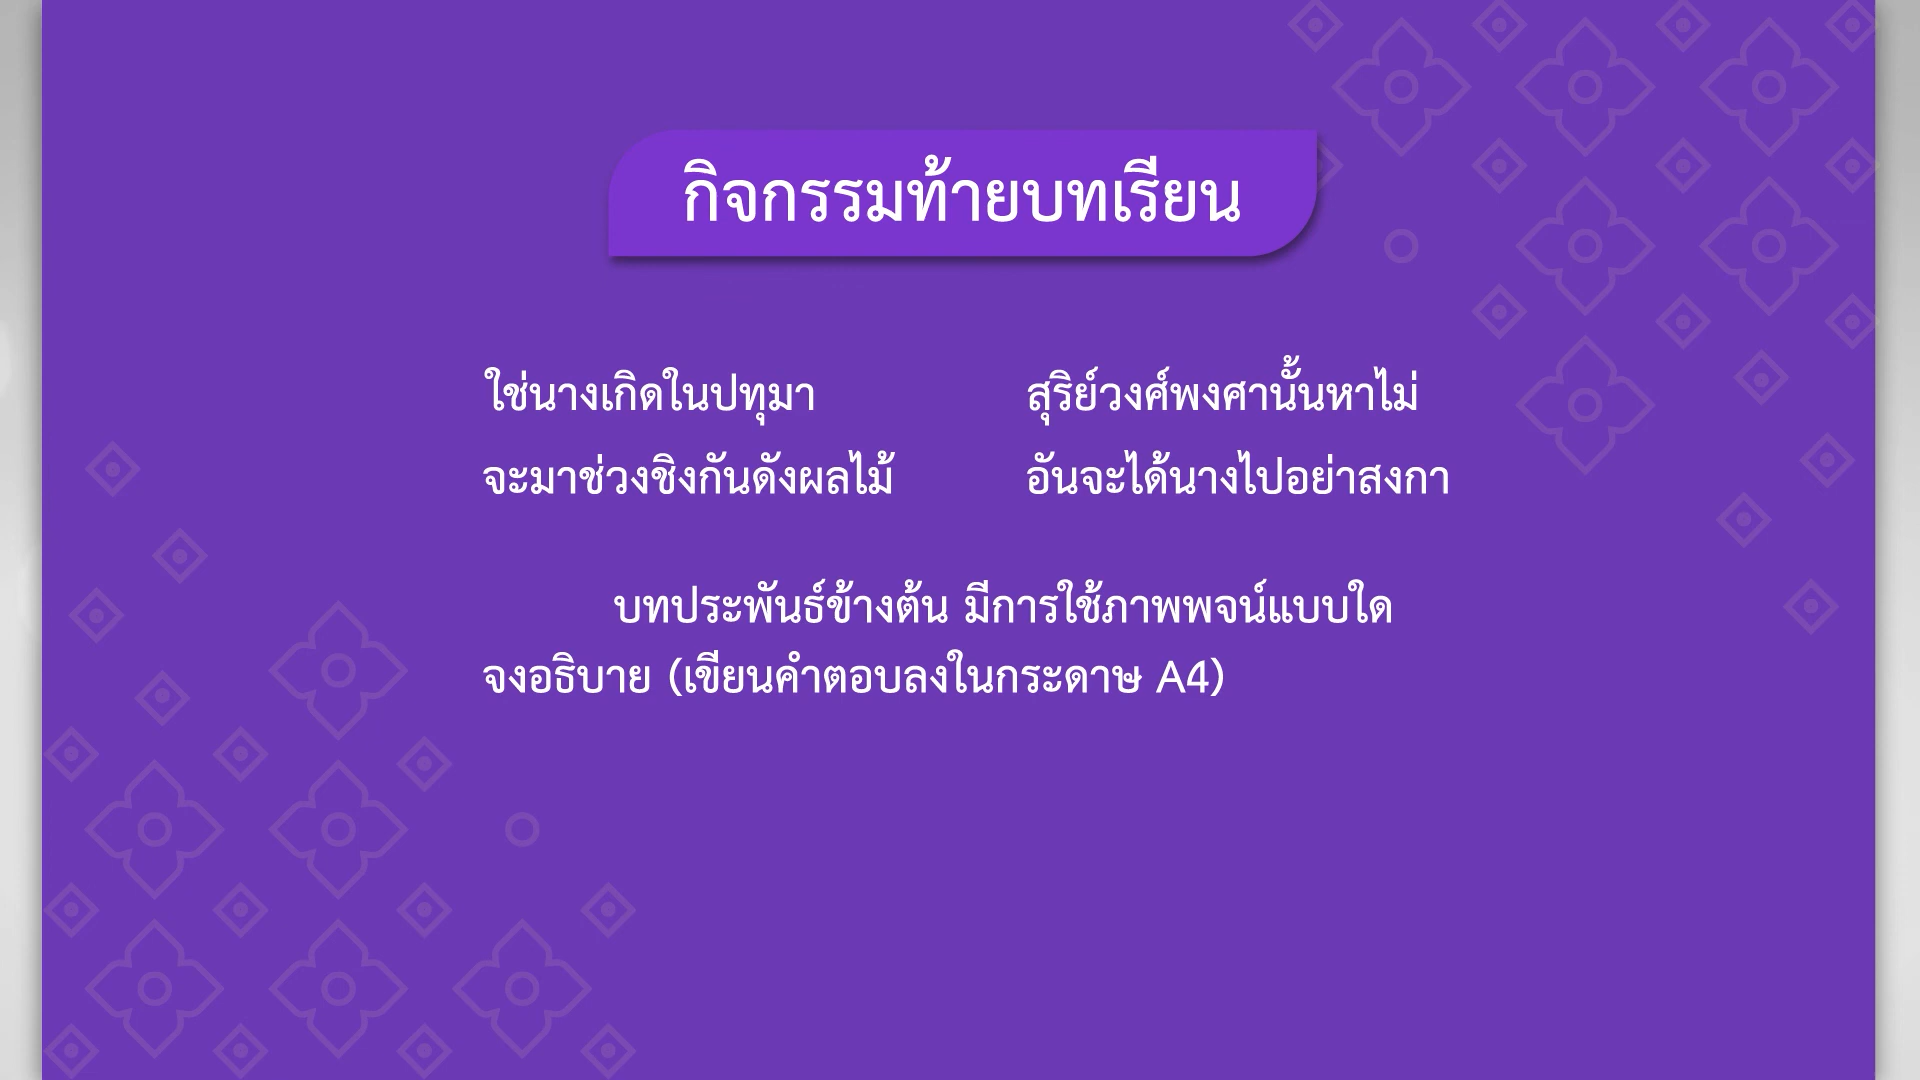 กิจกรรมท้ายบทเรียน
ใช่นางเกิดในปทุมา สุริย์วงศ์พงศานั้นหาไม่
จะมาช่วงชิงกันดังผลไม้ อันจะได้นางไปอย่าสงกา
บทประพันธ์ข้างต้น มีการใช้ภาพพจน์แบบใด
จงอธิบาย (เขียนคำตอบลงในกระดาษ A4)